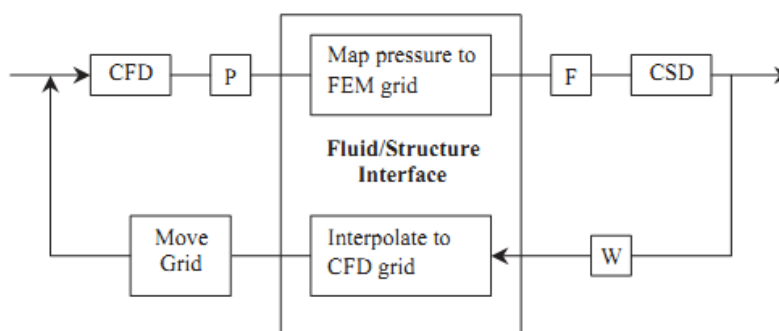 CFD
P
Map pressure to
FEM grid
F
CSD
Fluid/Structure
Interface
Move
Grid
Interpolate to
CFD grid
W